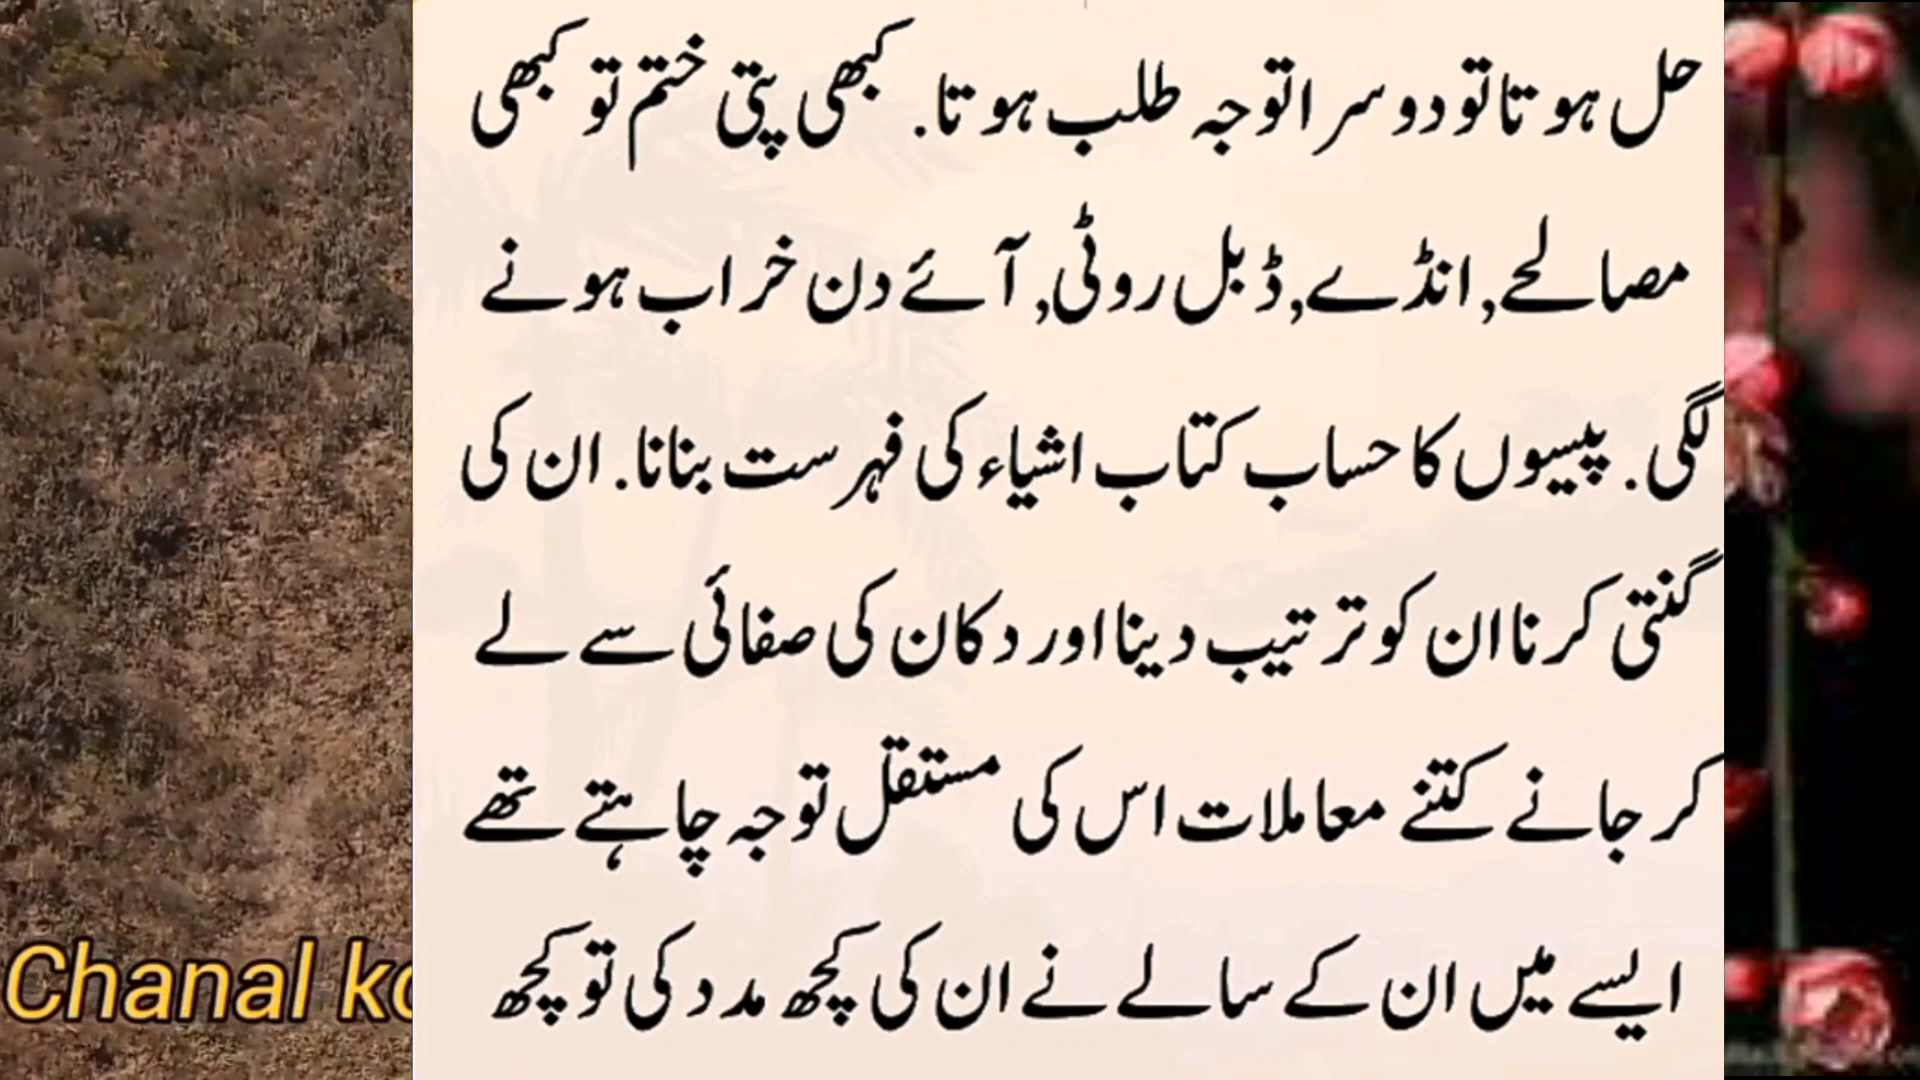 حل ہوتا تو دوسرا توجہ طلب ہوتا. کبھی پتی ختم تو کبھی
مصالحے, انڈے, ڈبل روٹی, آئے دن خراب ہونے
لگی. پیسوں کا حساب کتاب اشیاء کی فہرست بنانا. ان کی
گنتی کرنا ان کو ترتیب دینا اور دکان کی صفائی سے لے
کر جانے کتنے معاملات اس کی مستقل توجہ چاہتے تھے
ایسے میں ان کے سالے نے ان کی کچھ مدد کی تو کچھ
Chanal ko